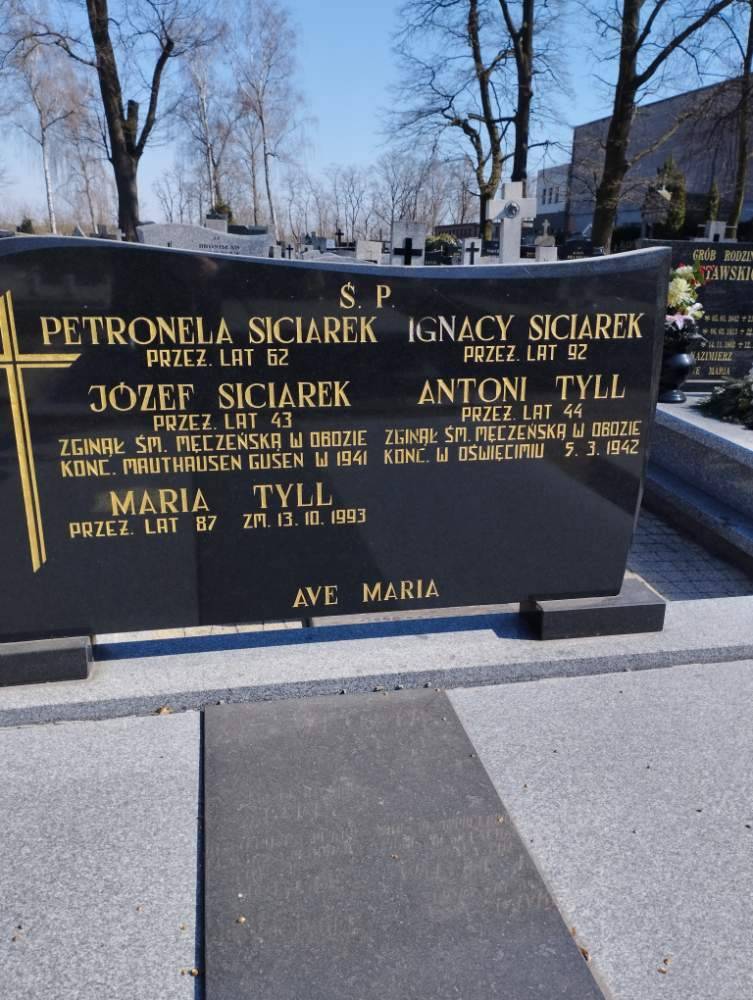 Ś. P.
PETRONELA SICIAREK
PRZEŻ. LAT 62
IGNACY SICIAREK
PRZEŻ. LAT 92
JÓZEF SICIAREK
PRZEŻ. LAT 43
ZGINĄŁ ŚM. MĘCZEŃSKĄ W OBOZIE
KONC. MAUTHAUSEN GUSEN W 1941
ANTONI TYLL
PRZEŻ. LAT 44
ZGINĄŁ ŚM. MĘCZEŃSKĄ W OBOZIE
KONC. W OŚWIĘCIMIU 5. 3. 1942
MARIA TYLL
PRZEŻ. LAT 87 ZM. 13. 10. 1993
AVE MARIA
GRÓB RODZIN
KAZIMIERZ
AVE MARIA